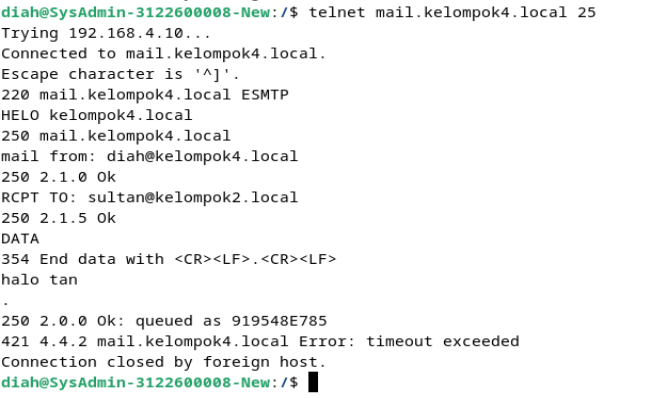 diah@SysAdmin-3122600008-New:/$ telnet mail.kelompok4.local 25
Trying 192.168.4.10...
Connected to mail.kelompok4.local.
Escape character is '^]'.
220 mail.kelompok4.local ESMTP
HELO kelompok4.local
250 mail.kelompok4.local
mail from: diah@kelompok4.local
250 2.1.0 Ok
RCPT TO: sultan@kelompok2.local
250 2.1.5 Ok
DATA
354 End data with <CR><LF>.<CR><LF>
halo tan
.
250 2.0.0 Ok: queued as 919548E785
421 4.4.2 mail.kelompok4.local Error: timeout exceeded
Connection closed by foreign host.
diah@SysAdmin-3122600008-New:/$